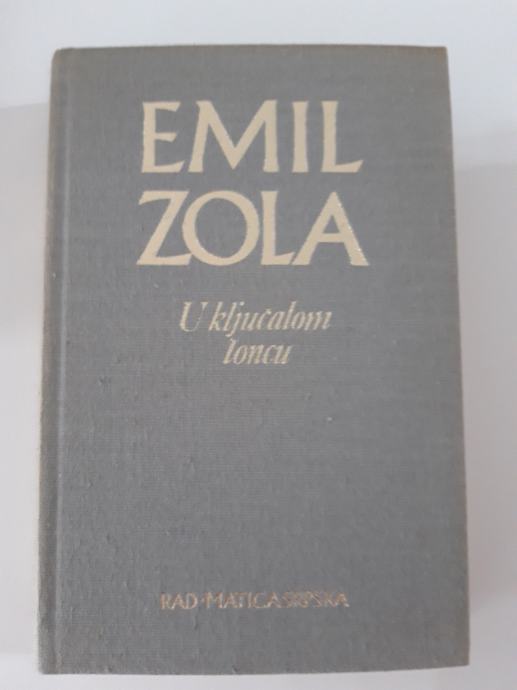 EMIL
ZOLA
U ključalom
loncu
RAD·MATICA SRPSKA